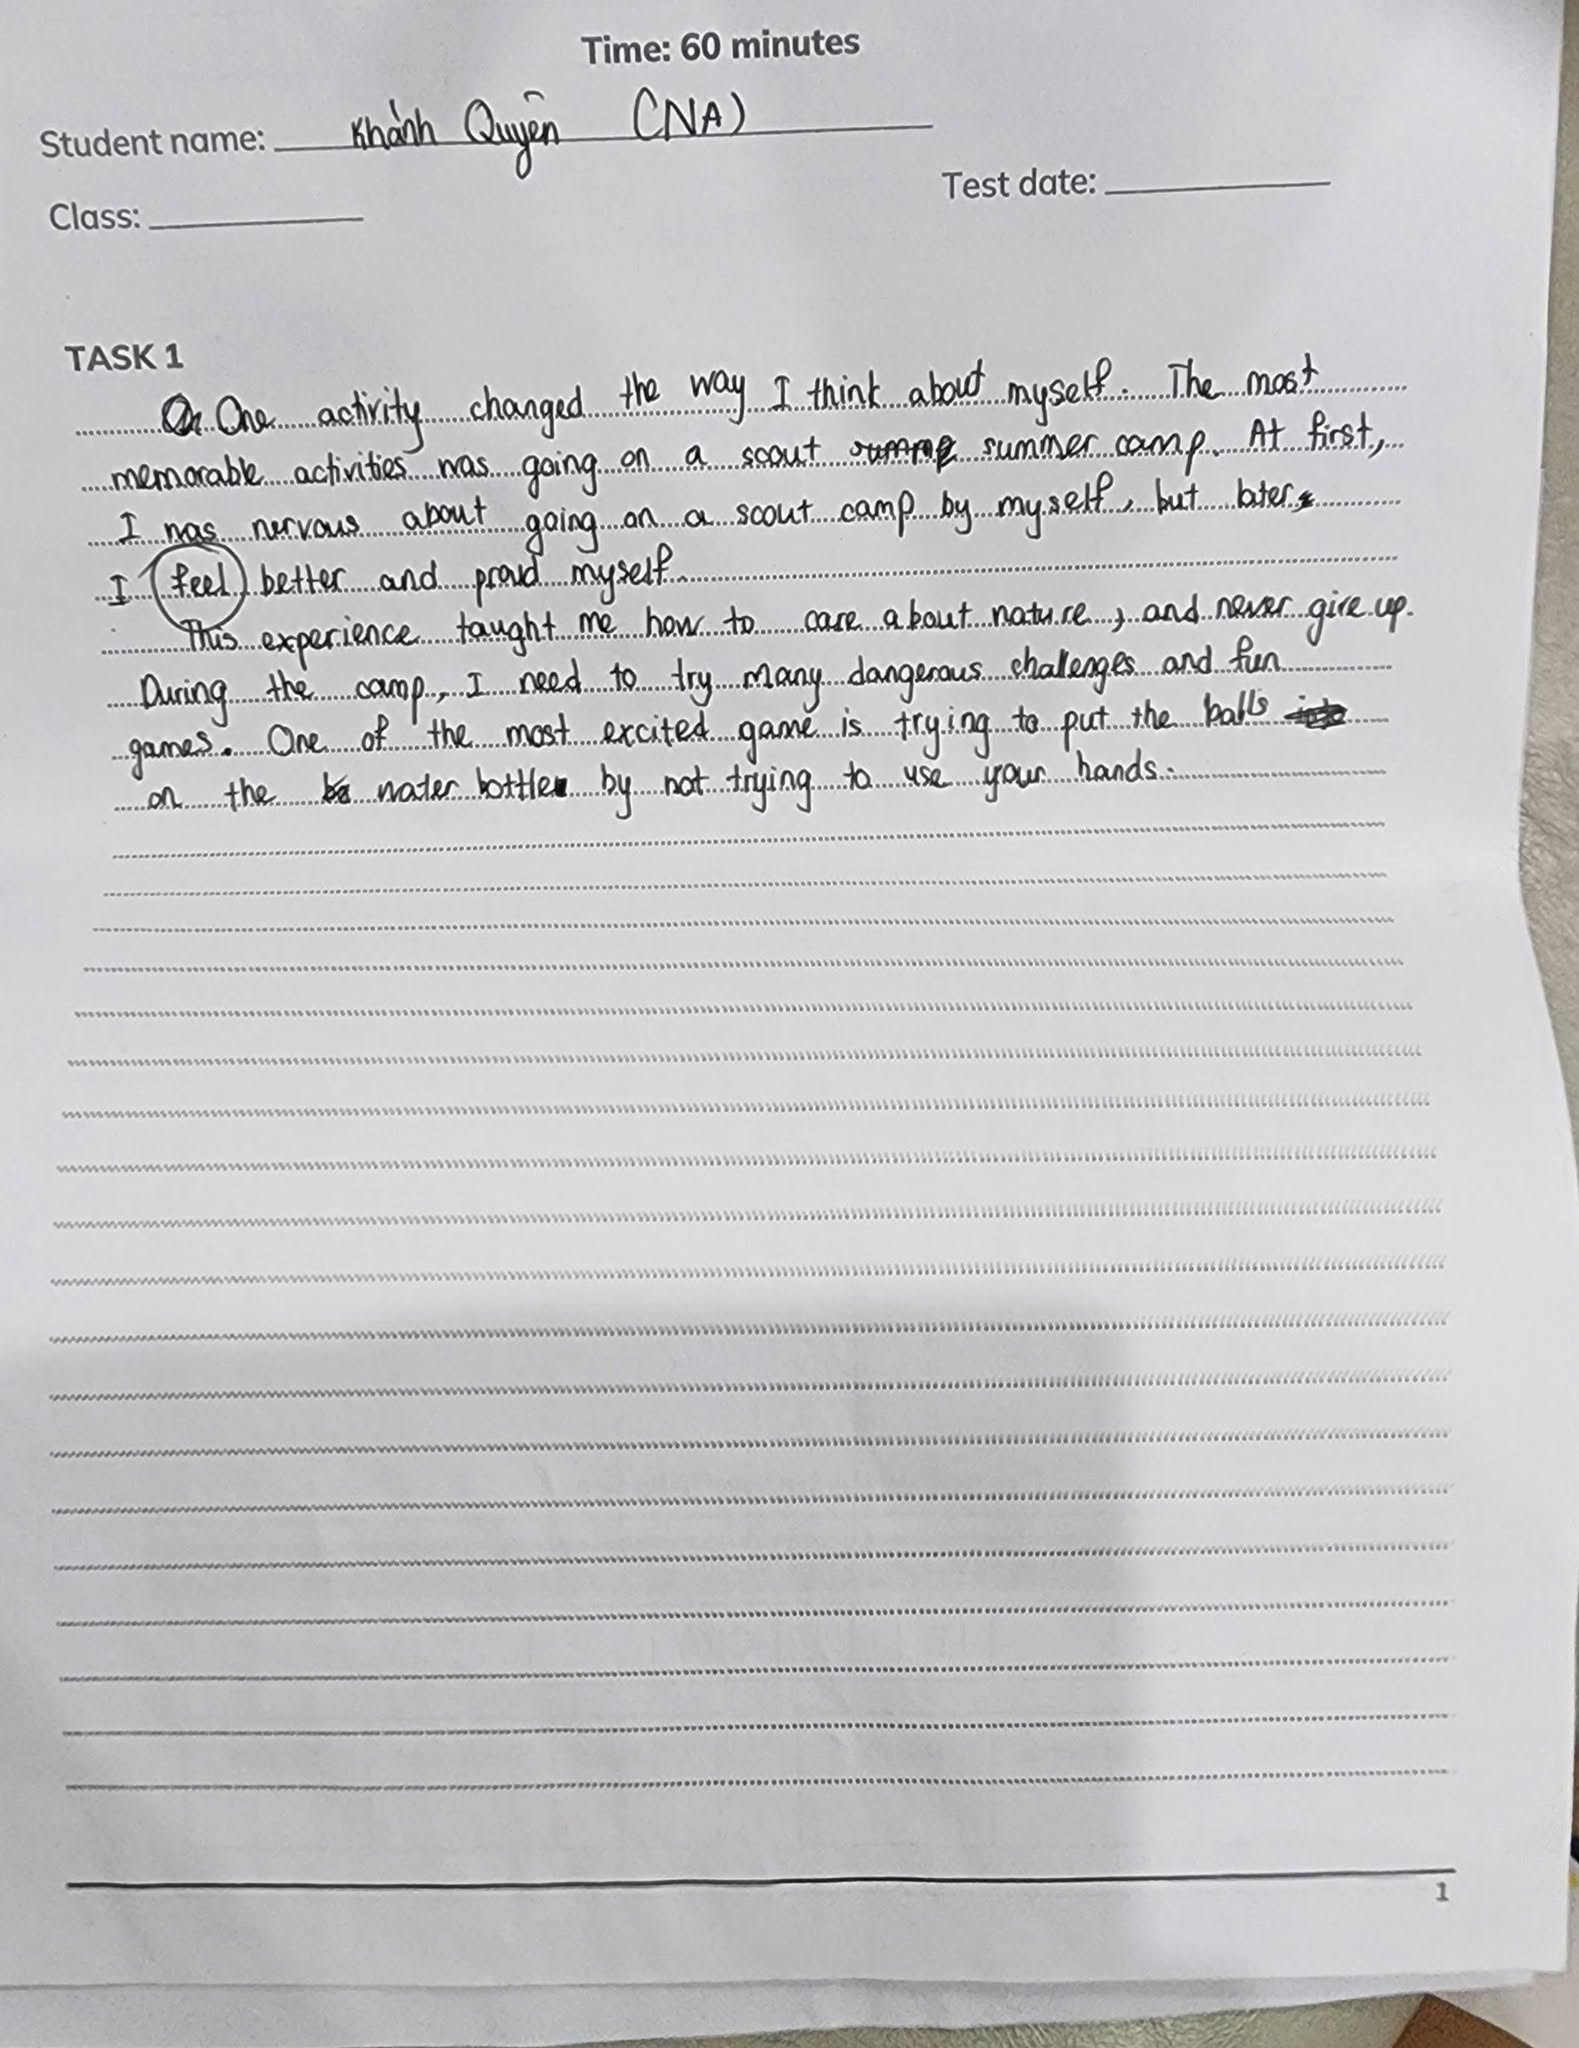 Time: 60 minutes
Student name: Khánh Quyên (NA)
Test date:
Class:
TASK 1
One activity changed the way I think about myself. The most
memorable activities was going on a scout summer camp. At first,
I was nervous about going on a scout camp by myself, but later
I feel better and proud myself.
This experience taught me how to care about nature, and never give up.
During the camp, I need to try many dangerous challenges and fun
games. One of the most excited game is trying to put the balls
on the water bottle by not trying to use your hands.
1